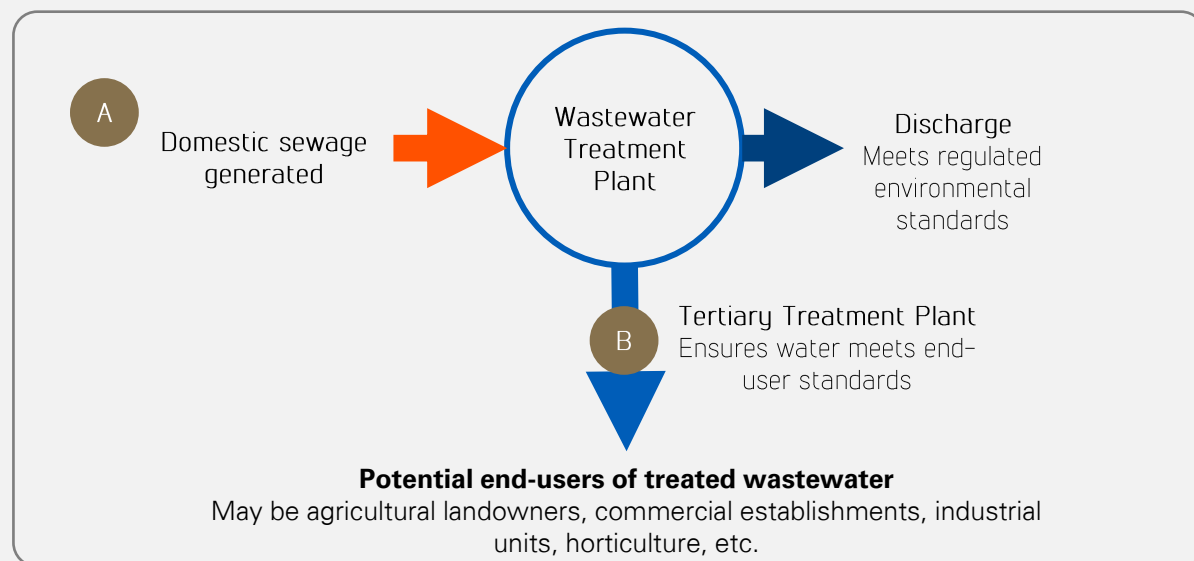 A
Domestic sewage
generated
Wastewater
Treatment
Plant
Discharge
Meets regulated
environmental
standards
B
Tertiary Treatment Plant
Ensures water meets end-
user standards
Potential end-users of treated wastewater
May be agricultural landowners, commercial establishments, industrial
units, horticulture, etc.